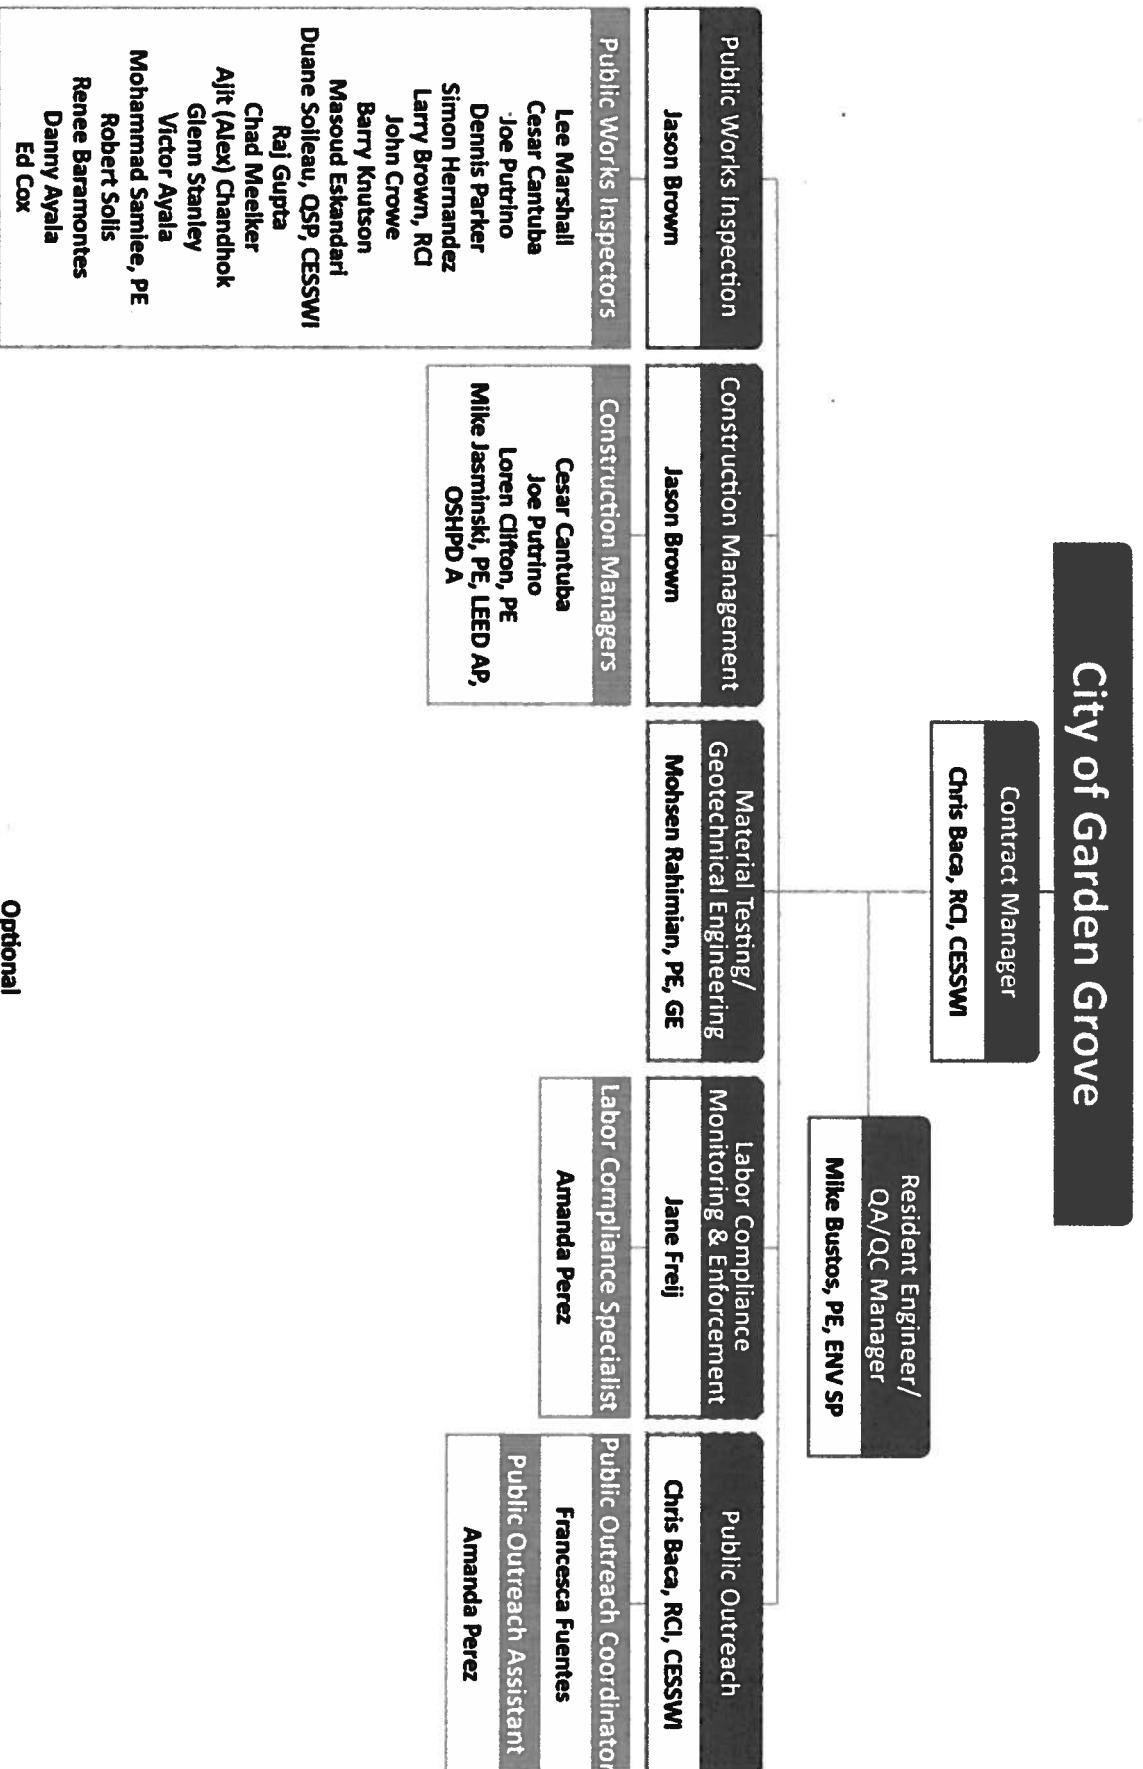 City of Garden Grove
Contract Manager
Chris Baca, RCI, CESSWI
Resident Engineer/
QA/QC Manager
Mike Bustos, PE, ENV SP
Public Works Inspection
Jason Brown
Public Works Inspectors
Lee Marshall
Cesar Cantuba
Joe Putrino
Dennis Parker
Simon Hernandez
Larry Brown, RCI
John Crowe
Barry Knutson
Masoud Eskandari
Duane Soileau, QSP, CESSWI
Raj Gupta
Chad Meelker
Ajit (Alex) Chandhok
Glenn Stanley
Victor Ayala
Mohammad Samiee, PE
Robert Solis
Renee Baramontes
Danny Ayala
Ed Cox
Construction Management
Jason Brown
Construction Managers
Cesar Cantuba
Joe Putrino
Loren Clifton, PE
Mike Jasminski, PE, LEED AP,
OSHPD A
Material Testing/
Geotechnical Engineering
Mohsen Rahimian, PE, GE
Labor Compliance
Monitoring & Enforcement
Jane Freij
Labor Compliance Specialist
Amanda Perez
Public Outreach
Chris Baca, RCI, CESSWI
Public Outreach Coordinator
Francesca Fuentes
Public Outreach Assistant
Amanda Perez
Optional